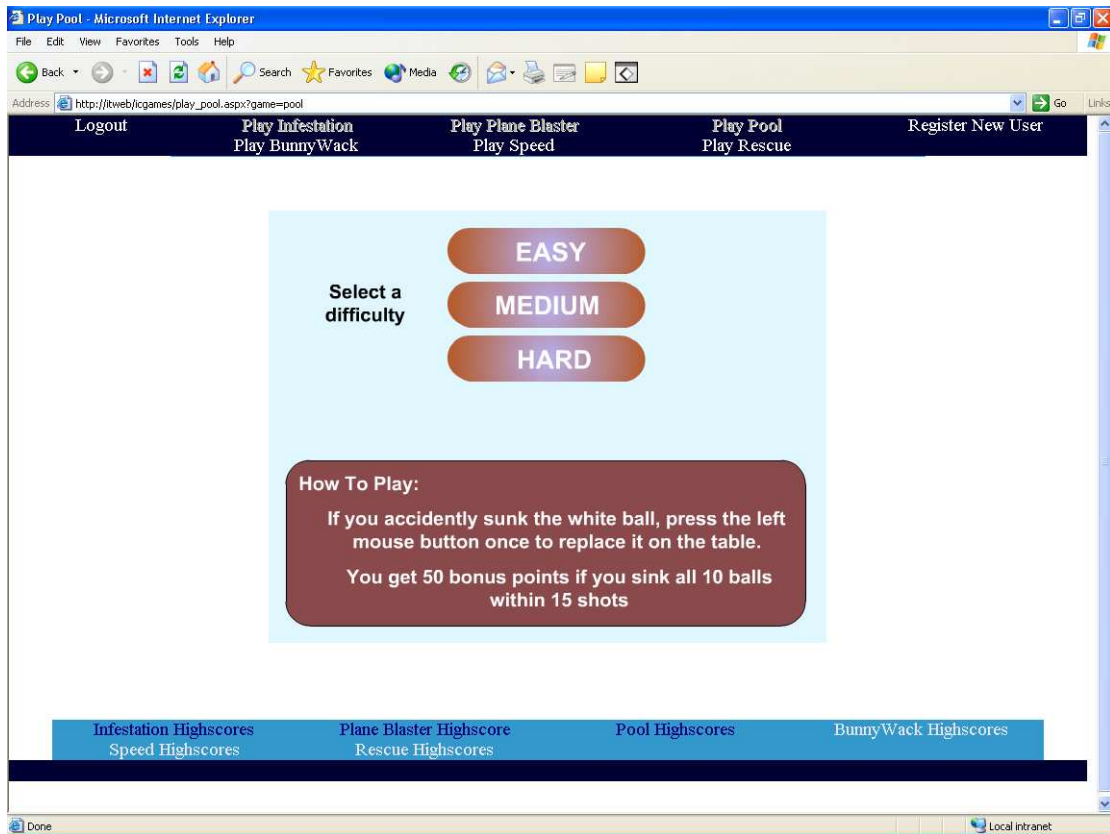 Play Pool - Microsoft Internet Explorer
File Edit View Favorites Tools Help
Back Search Favorites Media
Address http://itweb/icgames/play_pool.aspx?game=pool Go Links
Logout Play Infestation Play Plane Blaster Play Pool Register New User
Play BunnyWack Play Speed Play Rescue
EASY
Select a
difficulty
MEDIUM
HARD
How To Play:
If you accidently sunk the white ball, press the left
mouse button once to replace it on the table.
You get 50 bonus points if you sink all 10 balls
within 15 shots
Infestation Highscores Plane Blaster Highscore Pool Highscores BunnyWack Highscores
Speed Highscores Rescue Highscores
Done Local intranet